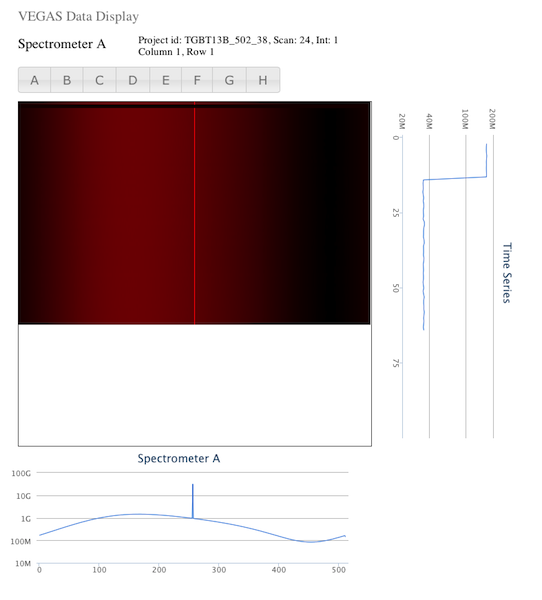 VEGAS Data Display
Spectrometer A
Project id: TGBT13B_502_38, Scan: 24, Int: 1
Column 1, Row 1
A B C D E F G H
20M 40M 100M 200M
0
25
50
75
Time Series
Spectrometer A
100G
10G
1G
100M
10M
0 100 200 300 400 500